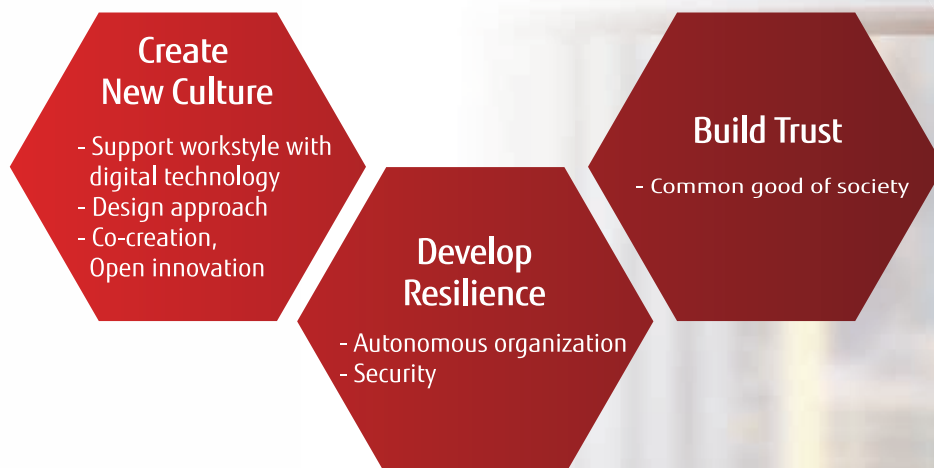 Create
New Culture
- Support workstyle with
digital technology
- Design approach
- Co-creation,
Open innovation
Develop
Resilience
- Autonomous organization
- Security
Build Trust
- Common good of society